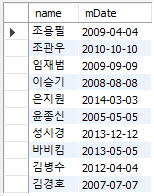 name mDate
조용필 2009-04-04
조관우 2010-10-10
임재범 2009-09-09
이승기 2008-08-08
은지원 2014-03-03
윤종신 2005-05-05
성시경 2013-12-12
바비킴 2013-05-05
김병수 2012-04-04
김경호 2007-07-07